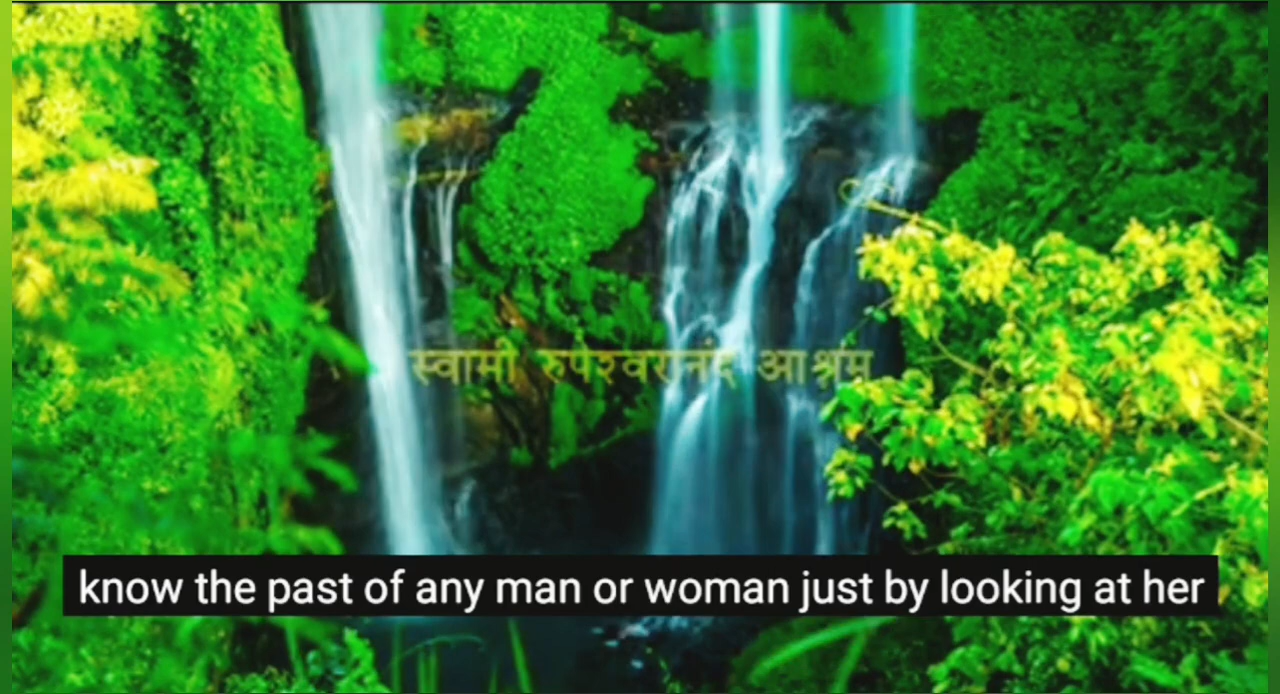 स्वामी रुपेश्वरानंद आश्रम
know the past of any man or woman just by looking at her